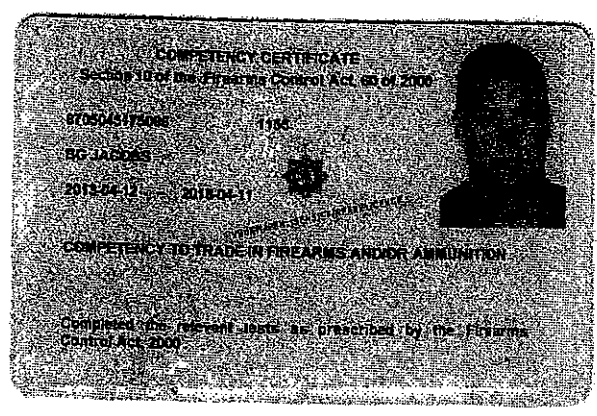 COMPETENCY CERTIFICATE
Section 10 of the Firearms Control Act, 60 of 2000
1155
BG JACOBS
2013-04-12 - 2018-04-11
COMPETENCY TO TRADE IN FIREARMS AND/OR AMMUNITION
Completed the relevant tests as prescribed by the Firearms
Control Act, 2000